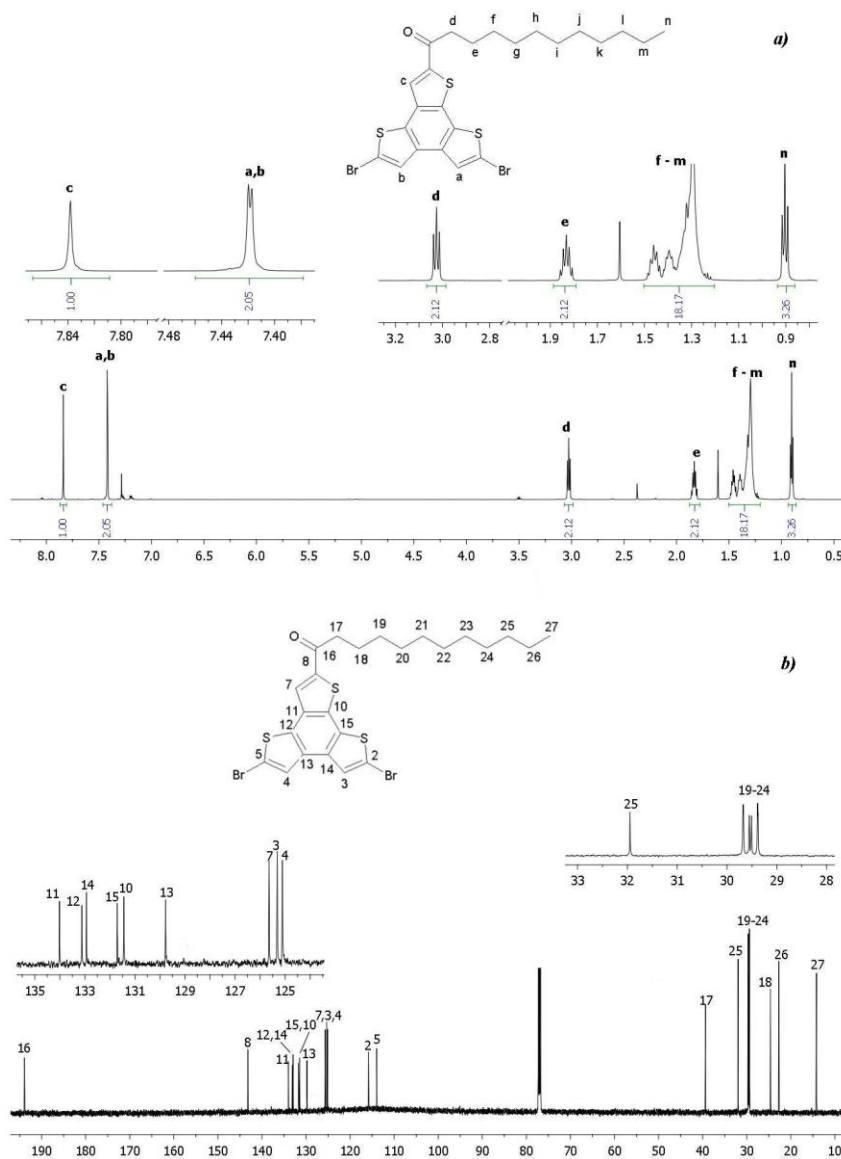 d f h j l n
a)
O
e g i k m
c S
S S
Br Br
b a
f - m n
c a,b
d
e
1.00 2.05 2.12 2.12 18.17 3.26
7.84 7.80 7.48 7.44 7.40 3.2 3.0 2.8 1.9 1.7 1.5 1.3 1.1 0.9
a,b
c f - m n
d
e
1.00 2.05 2.12 2.12 18.17 3.26
8.0 7.5 7.0 6.5 6.0 5.5 5.0 4.5 4.0 3.5 3.0 2.5 2.0 1.5 1.0 0.5
b)
17 19 21 23 25 27
O
8 16 18 20 22 24 26
7 S
11 10
S 12 15 S
5 13 14 2
Br 4 3 Br
25 19-24
33 32 31 30 29 28
11 12 14 15 10 13 7 3 4
135 133 131 129 127 125
19-24
25 26
18 27
17
16 8 12,14 15,10 7,3,4
11 13 2 5
190 180 170 160 150 140 130 120 110 100 90 80 70 60 50 40 30 20 10